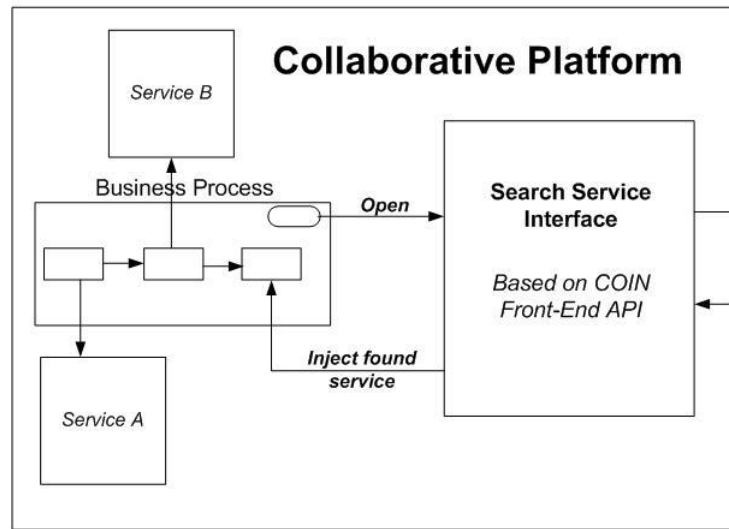 Collaborative Platform
Service B
Business Process
Open
Search Service
Interface
Based on COIN
Front-End API
Inject found
service
Service A